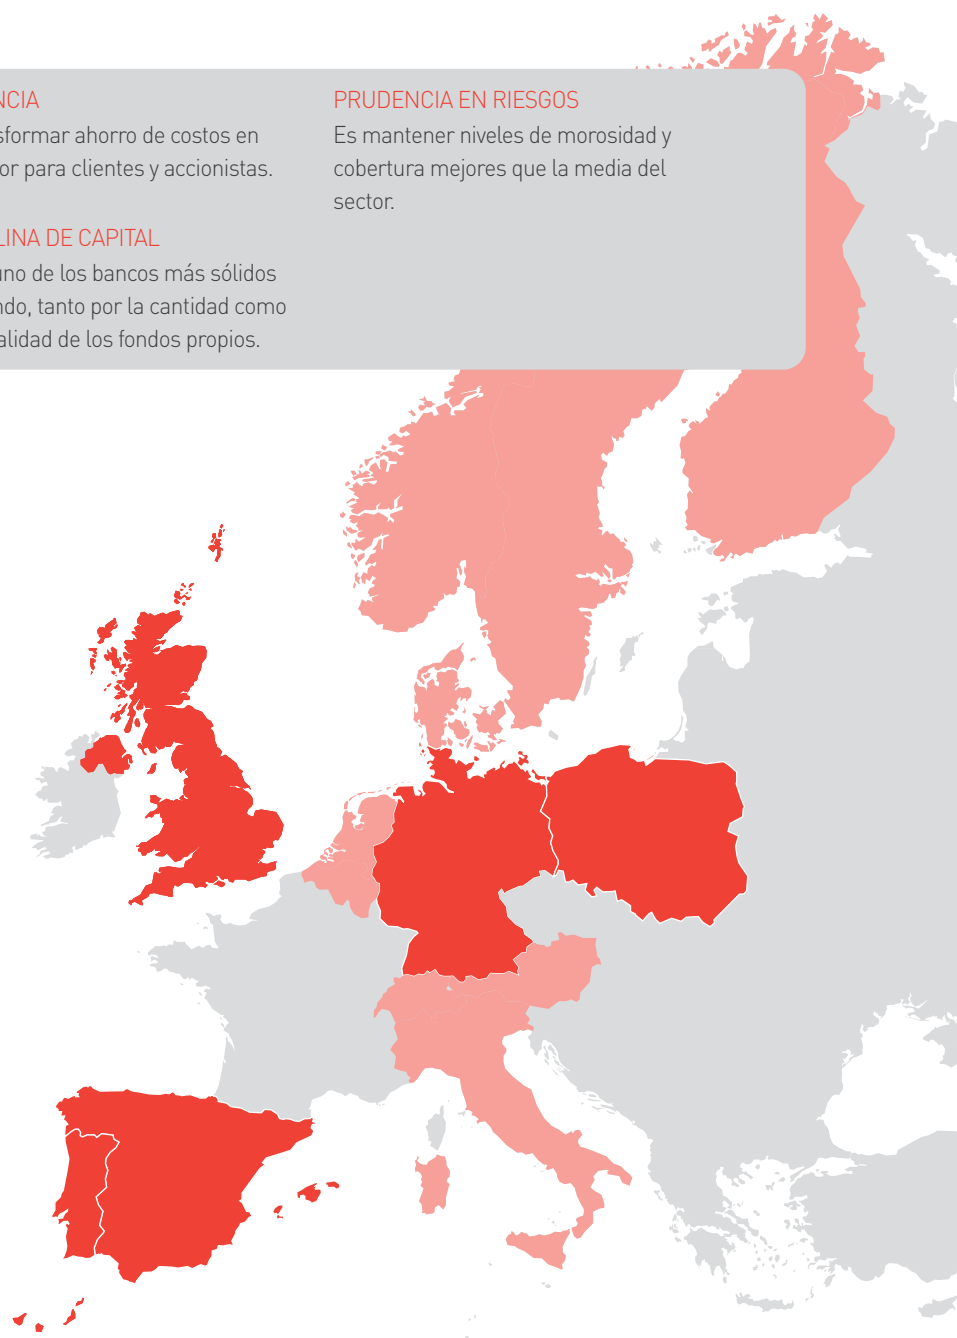 NCIA
sformar ahorro de costos en
or para clientes y accionistas.
LINA DE CAPITAL
uno de los bancos más sólidos
ndo, tanto por la cantidad como
alidad de los fondos propios.
PRUDENCIA EN RIESGOS
Es mantener niveles de morosidad y
cobertura mejores que la media del
sector.